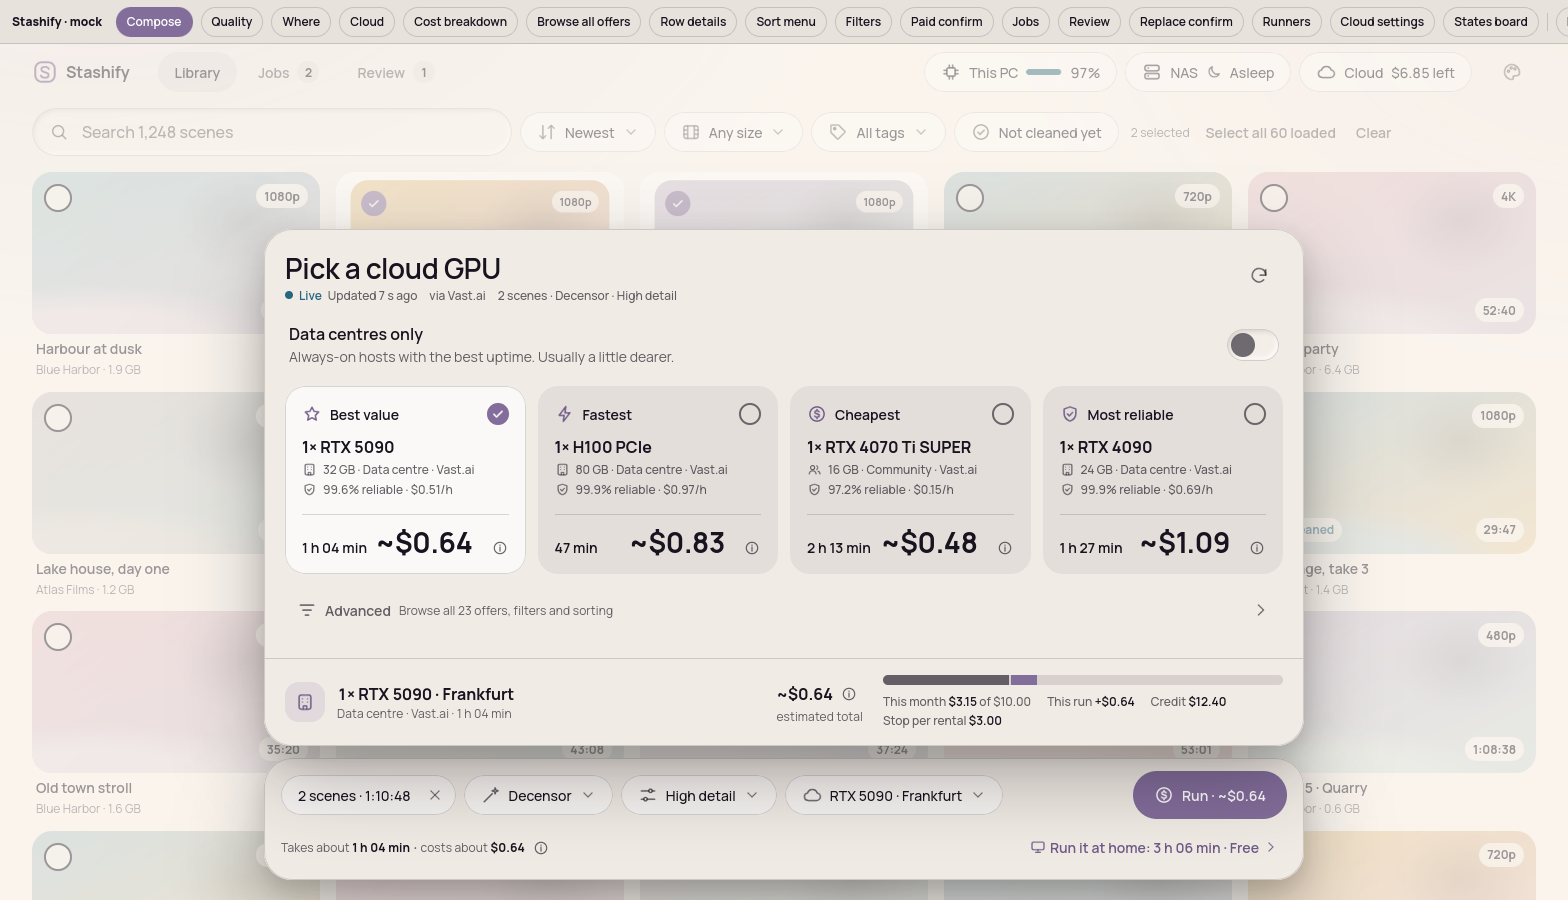 Stashify · mock Compose Quality Where Cloud Cost breakdown Browse all offers Row details Sort menu Filters Paid confirm Jobs Review Replace confirm Runners Cloud settings States board
Stashify Library Jobs 2 Review 1 This PC 97% NAS Asleep Cloud $6.85 left
Search 1,248 scenes Newest Any size All tags Not cleaned yet 2 selected Select all 60 loaded Clear
1080p 1080p 1080p 720p 4K
Pick a cloud GPU
Live Updated 7 s ago via Vast.ai 2 scenes · Decensor · High detail
52:40
Data centres only
Always-on hosts with the best uptime. Usually a little dearer.
Harbour at dusk party
Blue Harbor · 1.9 GB or · 6.4 GB
Best value Fastest Cheapest Most reliable
1080p
1× RTX 5090 1× H100 PCIe 1× RTX 4070 Ti SUPER 1× RTX 4090
32 GB · Data centre · Vast.ai 80 GB · Data centre · Vast.ai 16 GB · Community · Vast.ai 24 GB · Data centre · Vast.ai
99.6% reliable · $0.51/h 99.9% reliable · $0.97/h 97.2% reliable · $0.15/h 99.9% reliable · $0.69/h
1 h 04 min ~$0.64 47 min ~$0.83 2 h 13 min ~$0.48 1 h 27 min ~$1.09
aned 29:47
Lake house, day one ge, take 3
Atlas Films · 1.2 GB t · 1.4 GB
Advanced Browse all 23 offers, filters and sorting
480p
1× RTX 5090 · Frankfurt
Data centre · Vast.ai · 1 h 04 min
~$0.64
estimated total
This month $3.15 of $10.00 This run +$0.64 Credit $12.40
Stop per rental $3.00
35:20 43:08 37:24 53:01 1:08:38
Old town stroll 5 · Quarry
Blue Harbor · 1.6 GB or · 0.6 GB
2 scenes · 1:10:48 Decensor High detail RTX 5090 · Frankfurt Run · ~$0.64
Takes about 1 h 04 min · costs about $0.64 Run it at home: 3 h 06 min · Free
720p